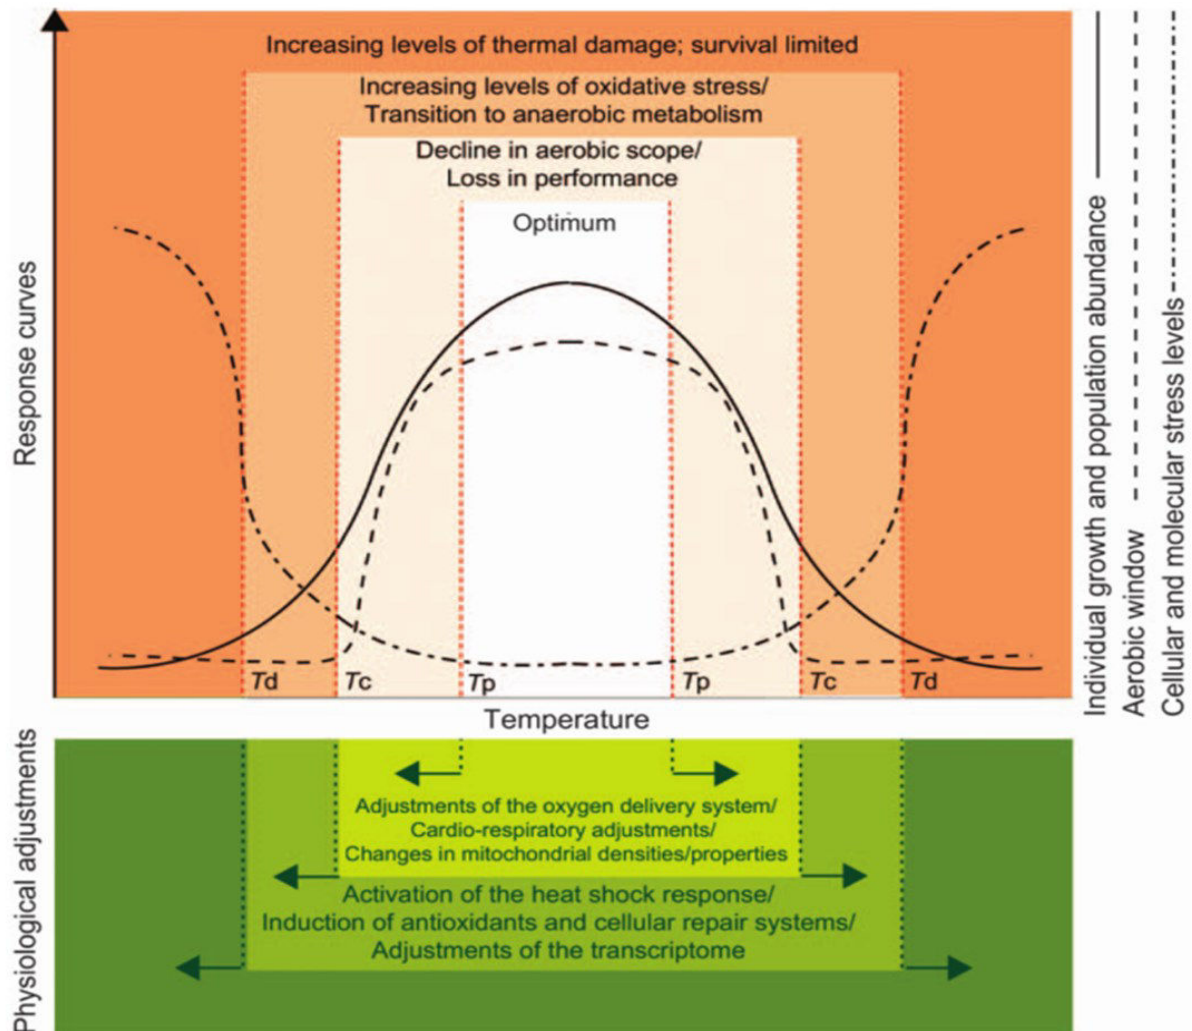 Increasing levels of thermal damage; survival limited
Increasing levels of oxidative stress/
Transition to anaerobic metabolism
Decline in aerobic scope/
Loss in performance
Optimum
Response curves
Td
Tc
Tp
Tp
Tc
Td
Temperature
Individual growth and population abundance
Aerobic window
Cellular and molecular stress levels
Physiological adjustments
Adjustments of the oxygen delivery system/
Cardio-respiratory adjustments/
Changes in mitochondrial densities/properties
Activation of the heat shock response/
Induction of antioxidants and cellular repair systems/
Adjustments of the transcriptome